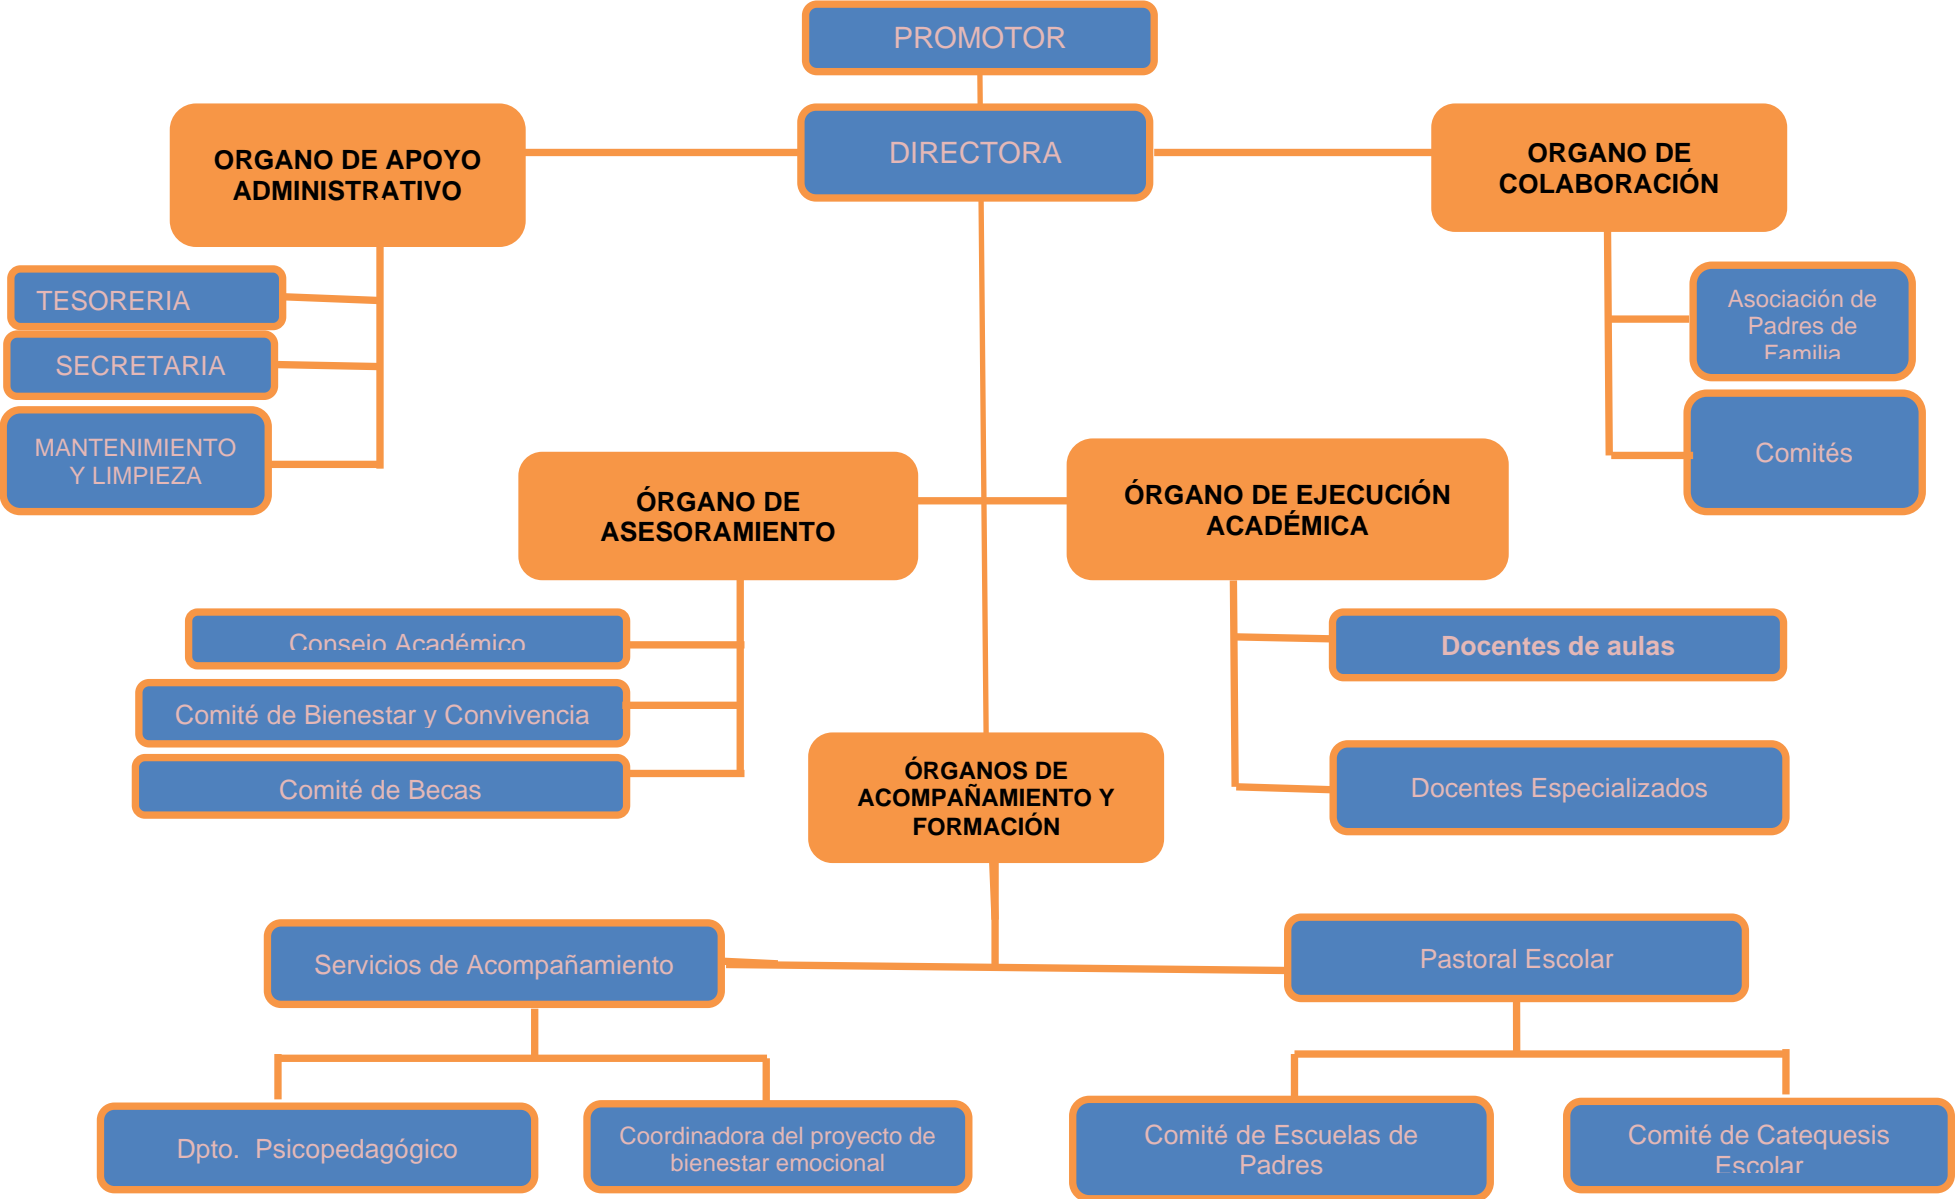 PROMOTOR
DIRECTORA
ORGANO DE APOYO
ADMINISTRATIVO
ORGANO DE
COLABORACIÓN
TESORERIA
SECRETARIA
MANTENIMIENTO
Y LIMPIEZA
Asociación de
Padres de
Familia
Comités
ÓRGANO DE
ASESORAMIENTO
ÓRGANO DE EJECUCIÓN
ACADÉMICA
Consejo Académico
Comité de Bienestar y Convivencia
Comité de Becas
Docentes de aulas
Docentes Especializados
ÓRGANOS DE
ACOMPAÑAMIENTO Y
FORMACIÓN
Servicios de Acompañamiento
Pastoral Escolar
Dpto.  Psicopedagógico
Coordinadora del proyecto de
bienestar emocional
Comité de Escuelas de
Padres
Comité de Catequesis
Escolar